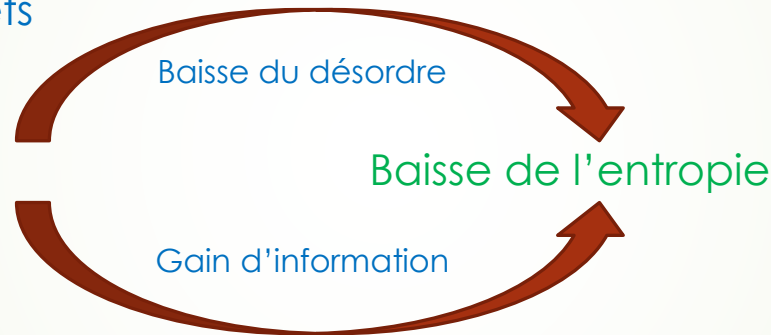 Baisse du désordre
Baisse de l’entropie
Gain d’information